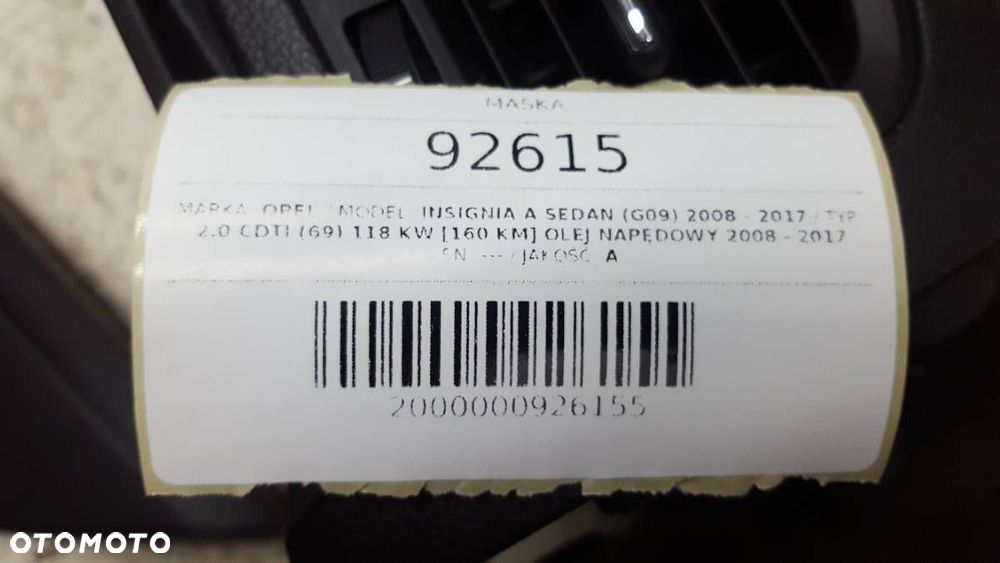 MASKA
92615
MARKA: OPEL / MODEL: INSIGNIA A SEDAN (G09) 2008 - 2017 / TYP:
2.0 CDTI (69) 118 KW [160 KM] OLEJ NAPĘDOWY 2008 - 2017
SN: --- / JAKOŚĆ: A
2000000926155
OTOMOTO